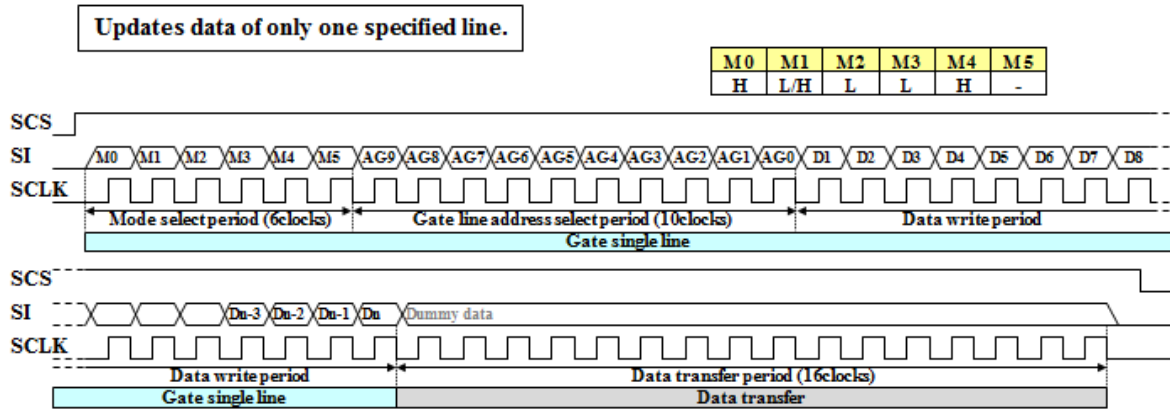 Updates data of only one specified line.
M0 M1 M2 M3 M4 M5
H L/H L L H -
SCS
SI M0 M1 M2 M3 M4 M5 AG9 AG8 AG7 AG6 AG5 AG4 AG3 AG2 AG1 AG0 D1 D2 D3 D4 D5 D6 D7 D8
SCLK
Mode select period (6clocks) Gate line address select period (10clocks) Data write period
Gate single line
SCS
SI Dn-3 Dn-2 Dn-1 Dn Dummy data
SCLK
Data write period Data transfer period (16clocks)
Gate single line Data transfer